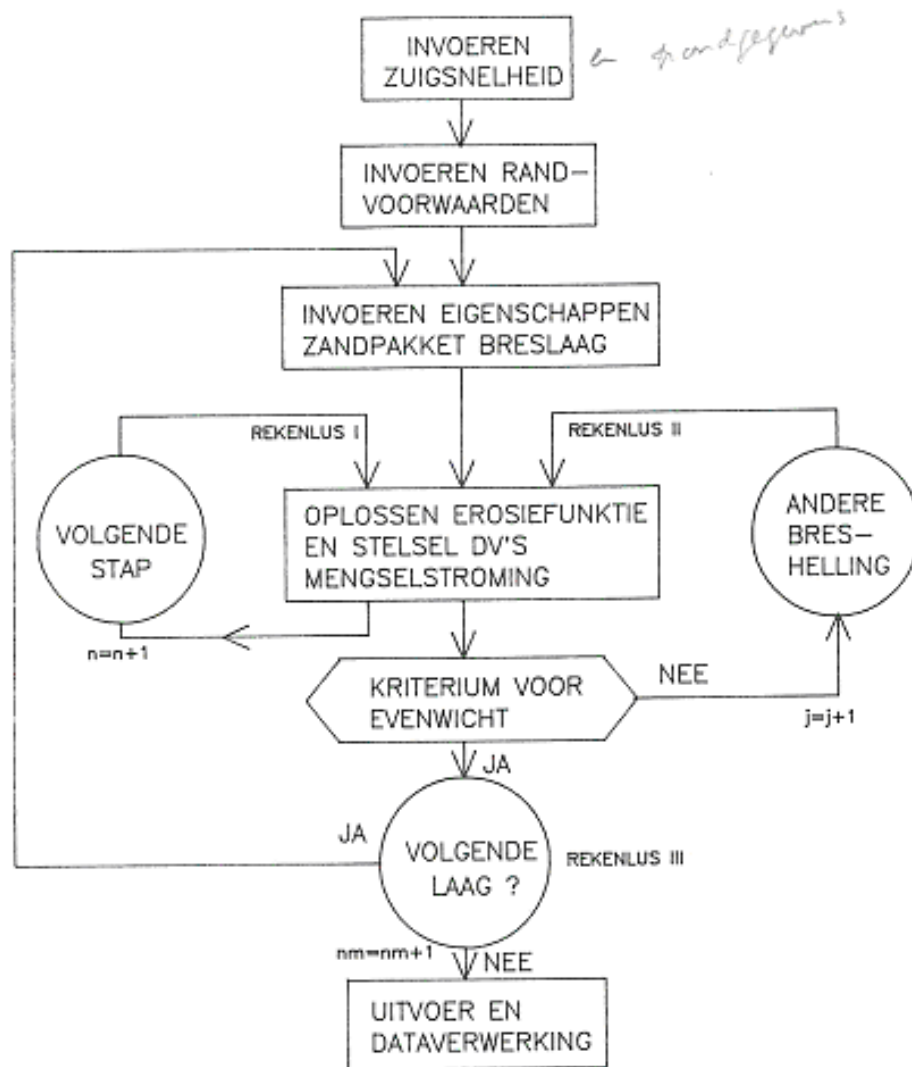 INVOEREN
ZUIGSNELHEID
en
INVOEREN RAND-
VOORWAARDEN
INVOEREN EIGENSCHAPPEN
ZANDPAKKET BRESLAAG
REKENLUS I
REKENLUS II
VOLGENDE
STAP
OPLOSSEN EROSIEFUNKTIE
EN STELSEL DV'S
MENGSELSTROMING
ANDERE
BRES-
HELLING
n=n+1
KRITERIUM VOOR
EVENWICHT
NEE
j=j+1
JA
JA
VOLGENDE
LAAG ?
REKENLUS III
nm=nm+1
NEE
UITVOER EN
DATAVERWERKING